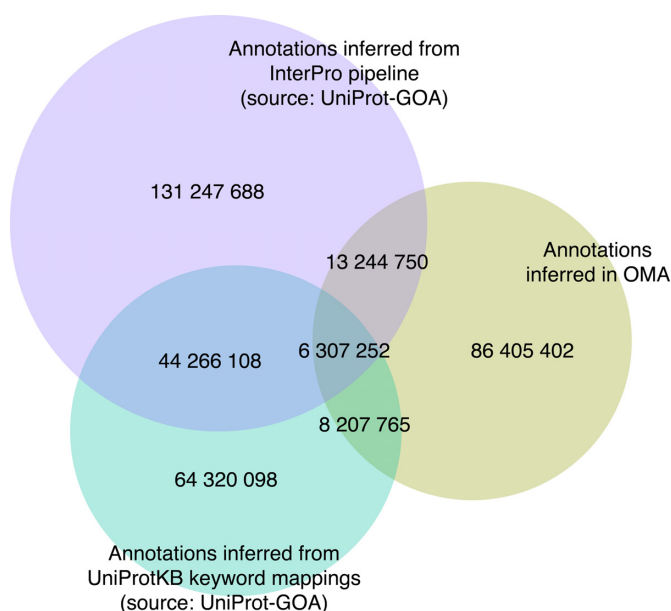 Annotations inferred from
InterPro pipeline
(source: UniProt-GOA)
131 247 688
Annotations
inferred in OMA
13 244 750
44 266 108
6 307 252
86 405 402
8 207 765
64 320 098
Annotations inferred from
UniProtKB keyword mappings
(source: UniProt-GOA)